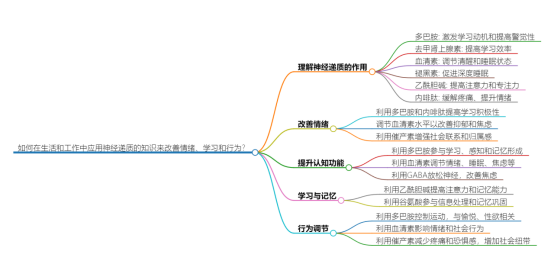 如何在生活和工作中应用神经递质的知识来改善情绪、学习和行为?
理解神经递质的作用
多巴胺: 激发学习动机和提高警觉性
去甲肾上腺素: 提高学习效率
血清素: 调节清醒和睡眠状态
褪黑素: 促进深度睡眠
乙酰胆碱: 提高注意力和专注力
内啡肽: 缓解疼痛、提升情绪
改善情绪
利用多巴胺和内啡肽提高学习积极性
调节血清素水平以改善抑郁和焦虑
利用催产素增强社会联系和归属感
提升认知功能
利用多巴胺参与学习、感知和记忆形成
利用血清素调节情绪、睡眠、焦虑等
利用GABA放松神经、改善焦虑
学习与记忆
利用乙酰胆碱提高注意力和记忆能力
利用谷氨酸参与信息处理和记忆巩固
行为调节
利用多巴胺控制运动、与愉悦、性欲相关
利用血清素影响情绪和社会行为
利用催产素减少疼痛和恐惧感，增加社会纽带